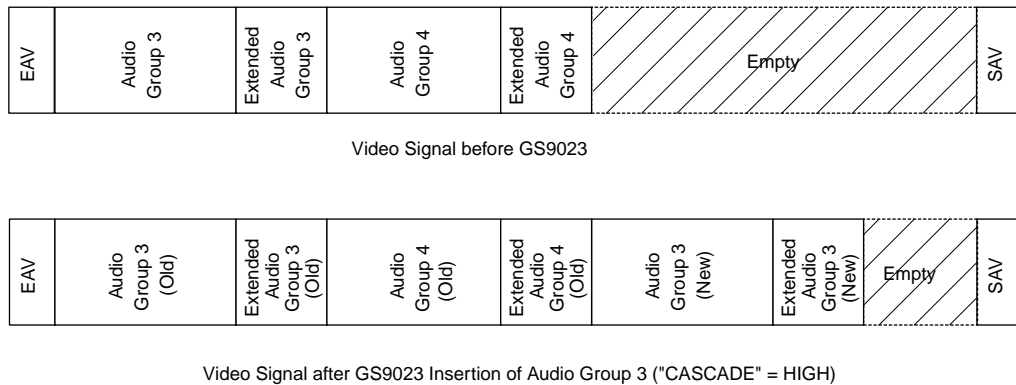 EAV
Audio
Group 3
Extended
Audio
Group 3
Audio
Group 4
Extended
Audio
Group 4
Empty
SAV
Video Signal before GS9023
EAV
Audio
Group 3
(Old)
Extended
Audio
Group 3
(Old)
Audio
Group 4
(Old)
Extended
Audio
Group 4
(Old)
Audio
Group 3
(New)
Extended
Audio
Group 3
(New)
Empty
SAV
Video Signal after GS9023 Insertion of Audio Group 3 ("CASCADE" = HIGH)